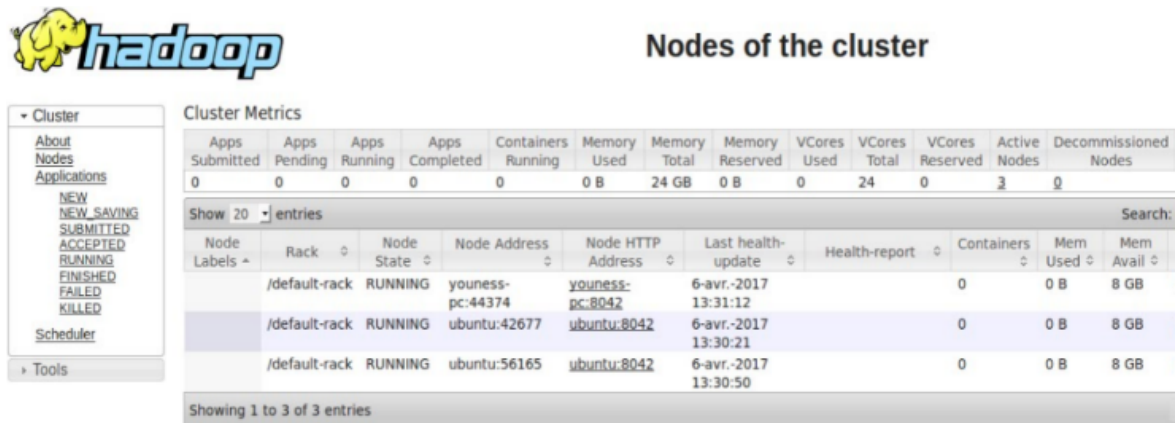 hadoop
Nodes of the cluster
Cluster
About
Nodes
Applications
NEW
NEW_SAVING
SUBMITTED
ACCEPTED
RUNNING
FINISHED
FAILED
KILLED
Scheduler
Tools
Cluster Metrics
Apps Apps Apps Apps Containers Memory Memory Memory VCores VCores VCores Active Decommissioned
Submitted Pending Running Completed Running Used Total Reserved Used Total Reserved Nodes Nodes
0 0 0 0 0 0 B 24 GB 0 B 0 24 0 3 0
Show 20 entries Search:
Node Rack Node Node Address Node HTTP Last health- Health-report Containers Mem Mem
Labels State Address update Used Avail
/default-rack RUNNING youness- youness- 6-avr.-2017 0 0 B 8 GB
pc:44374 pc:8042 13:31:12
/default-rack RUNNING ubuntu:42677 ubuntu:8042 6-avr.-2017 0 0 B 8 GB
13:30:21
/default-rack RUNNING ubuntu:56165 ubuntu:8042 6-avr.-2017 0 0 B 8 GB
13:30:50
Showing 1 to 3 of 3 entries